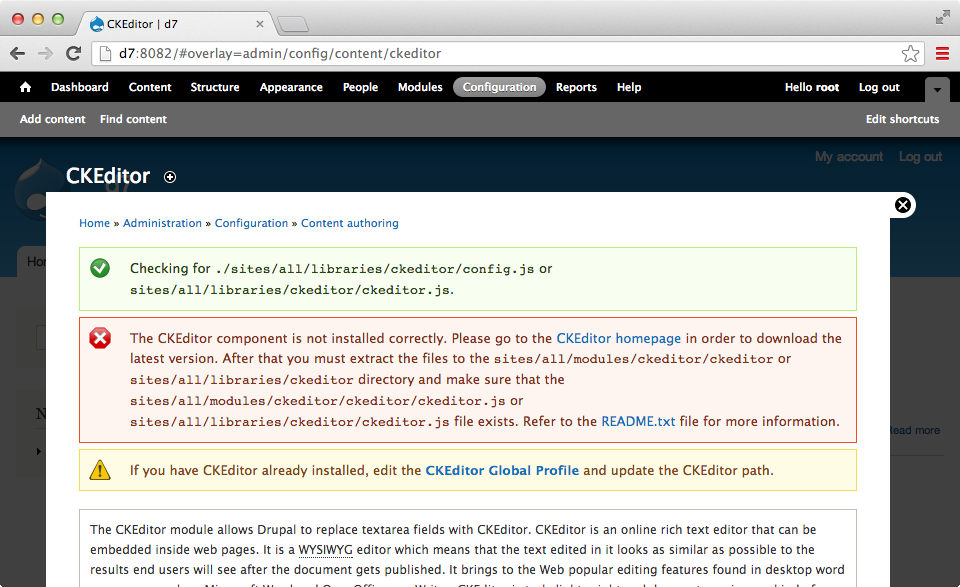 CKEditor | d7
d7:8082/#overlay=admin/config/content/ckeditor
Dashboard Content Structure Appearance People Modules Configuration Reports Help Hello root Log out
Add content Find content Edit shortcuts
My account Log out
CKEditor
Home » Administration » Configuration » Content authoring
Checking for ./sites/all/libraries/ckeditor/config.js or
sites/all/libraries/ckeditor/ckeditor.js.
The CKEditor component is not installed correctly. Please go to the CKEditor homepage in order to download the
latest version. After that you must extract the files to the sites/all/modules/ckeditor/ckeditor or
sites/all/libraries/ckeditor directory and make sure that the
sites/all/modules/ckeditor/ckeditor/ckeditor.js or
sites/all/libraries/ckeditor/ckeditor.js file exists. Refer to the README.txt file for more information.
Read more
If you have CKEditor already installed, edit the CKEditor Global Profile and update the CKEditor path.
The CKEditor module allows Drupal to replace textarea fields with CKEditor. CKEditor is an online rich text editor that can be
embedded inside web pages. It is a WYSIWYG editor which means that the text edited in it looks as similar as possible to the
results end users will see after the document gets published. It brings to the Web popular editing features found in desktop word